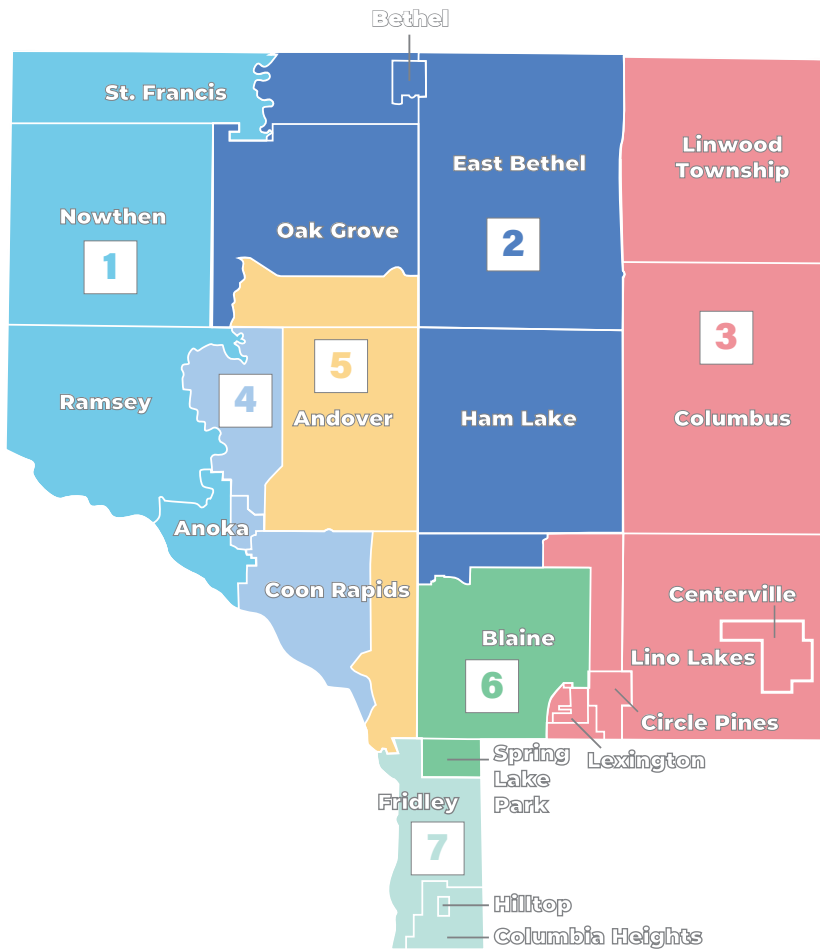 Bethel
St. Francis
Linwood
Township
East Bethel
Nowthen
Oak Grove
2
1
3
5
4
Ramsey
Andover
Ham Lake
Columbus
Anoka
Coon Rapids
Centerville
Blaine
Lino Lakes
6
Circle Pines
Spring
Lake
Park
Lexington
Fridley
7
Hilltop
Columbia Heights